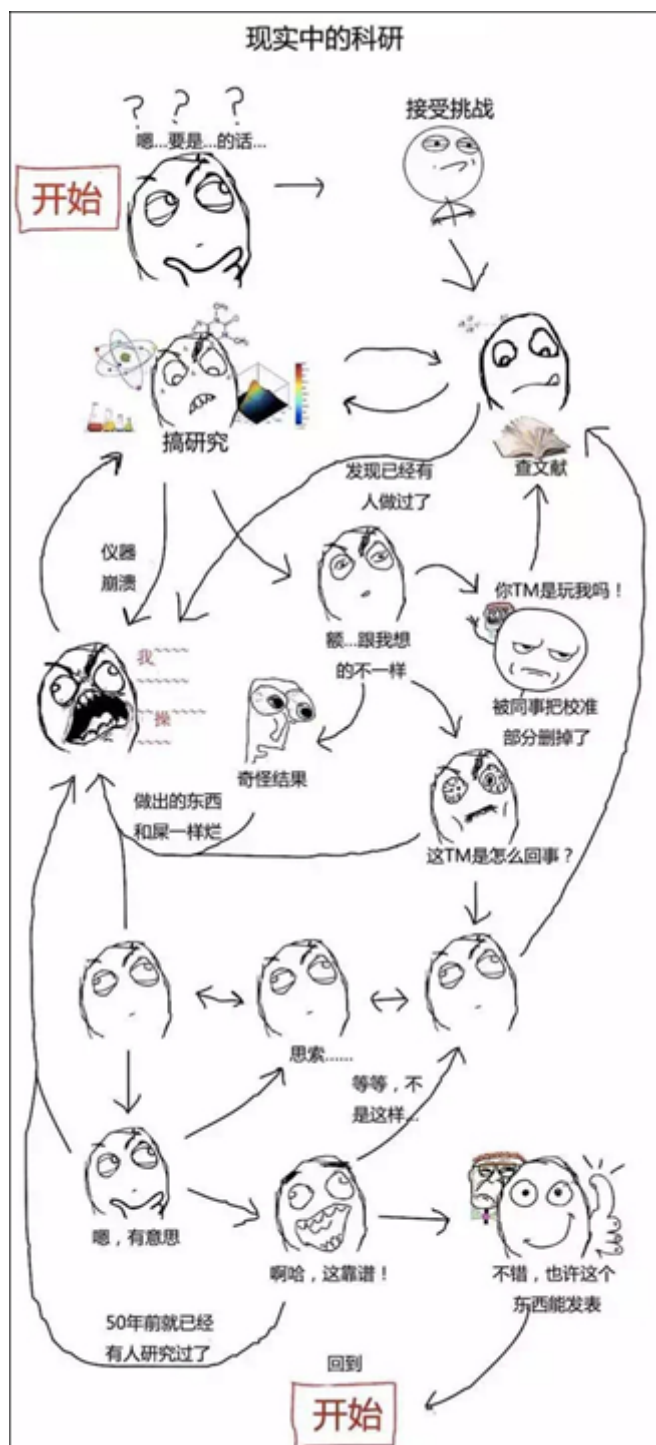 现实中的科研
? ? ?
嗯...要是...的话...
接受挑战
开始
搞研究
查文献
发现已经有
人做过了
仪器
崩溃
你TM是玩我吗！
额...跟我想
的不一样
我
操
被同事把校准
部分删掉了
奇怪结果
做出的东西
和屎一样烂
这TM是怎么回事？
思索......
等等，不
是这样...
嗯，有意思
啊哈，这靠谱！
不错，也许这个
东西能发表
50年前就已经
有人研究过了
回到
开始